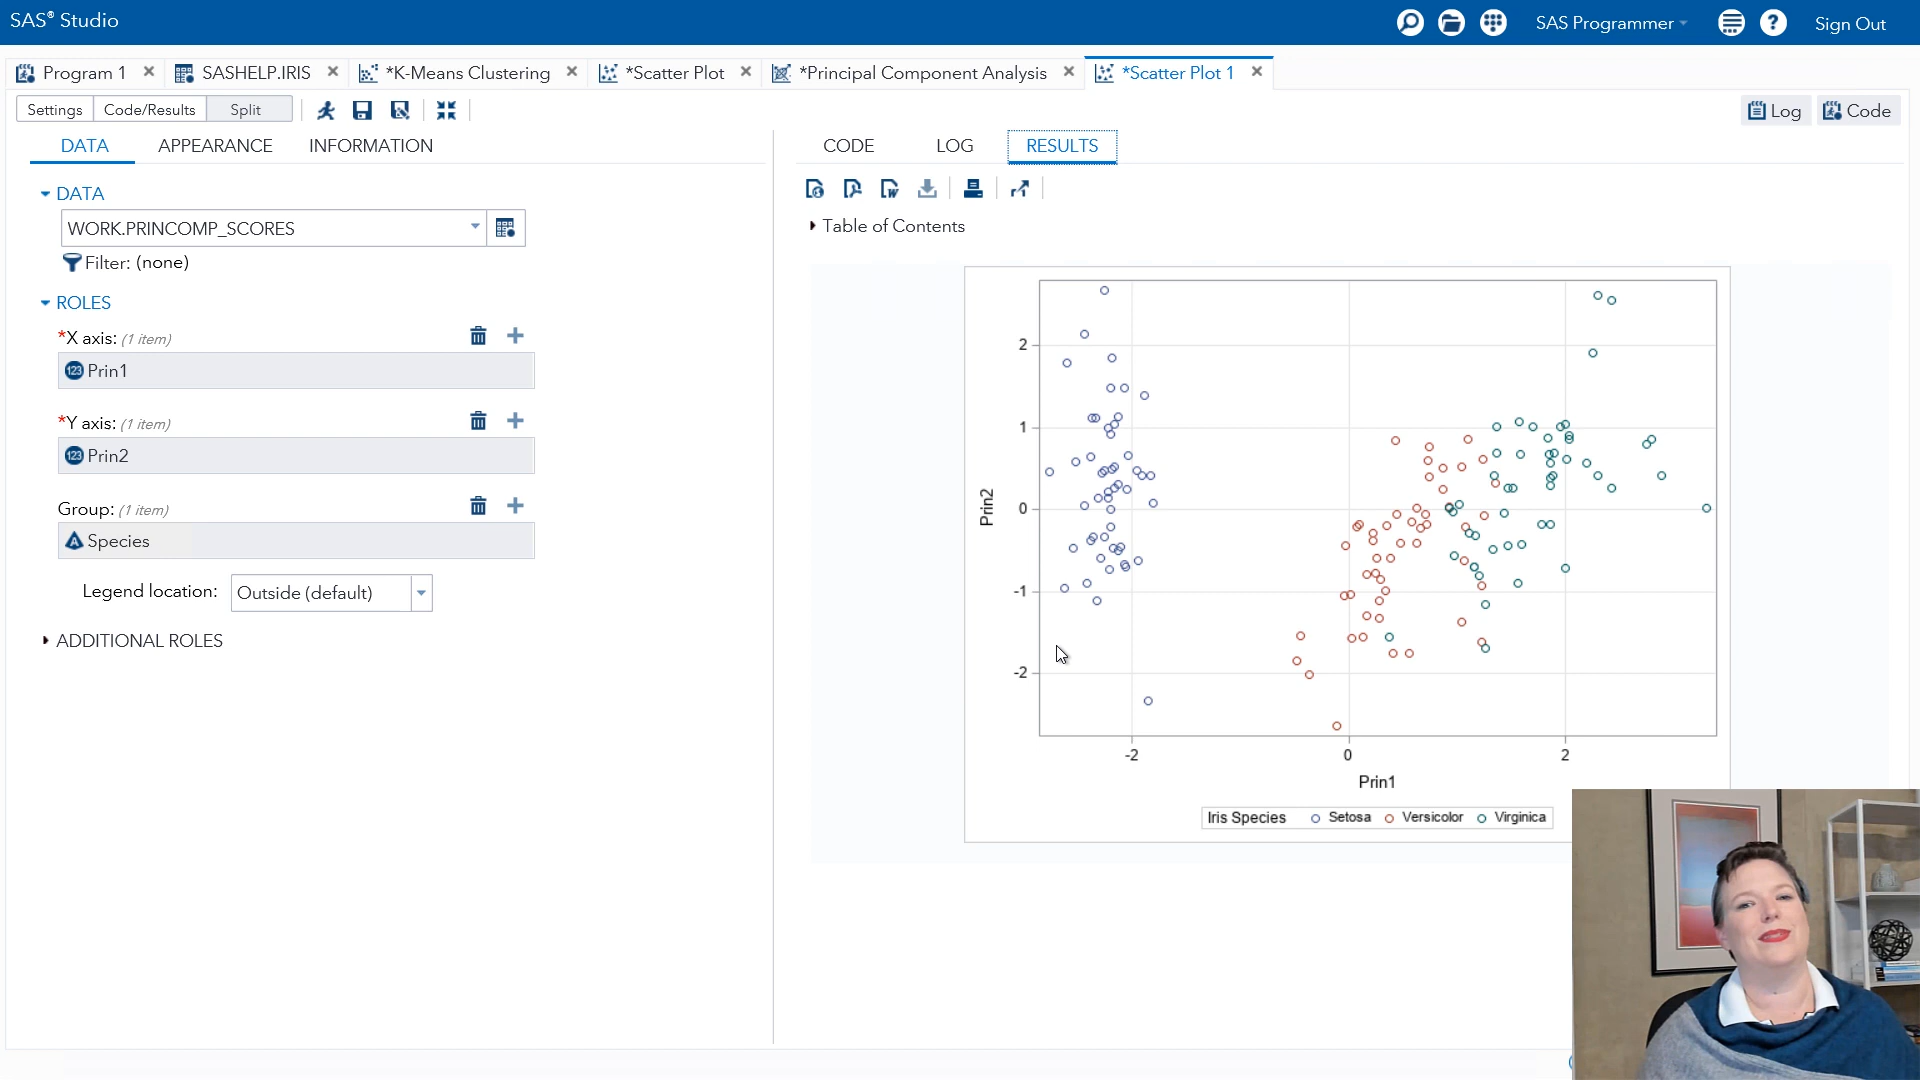 SAS® Studio
SAS Programmer
Sign Out
Program 1
SASHELP.IRIS
*K-Means Clustering
*Scatter Plot
*Principal Component Analysis
*Scatter Plot 1
Settings
Code/Results
Split
Log
Code
DATA
APPEARANCE
INFORMATION
CODE
LOG
RESULTS
DATA
WORK.PRINCOMP_SCORES
Filter: (none)
ROLES
*X axis: (1 item)
123 Prin1
*Y axis: (1 item)
123 Prin2
Group: (1 item)
A Species
Legend location: Outside (default)
ADDITIONAL ROLES
Table of Contents
2
1
0
-1
-2
Prin2
-2
0
2
Prin1
Iris Species Setosa Versicolor Virginica